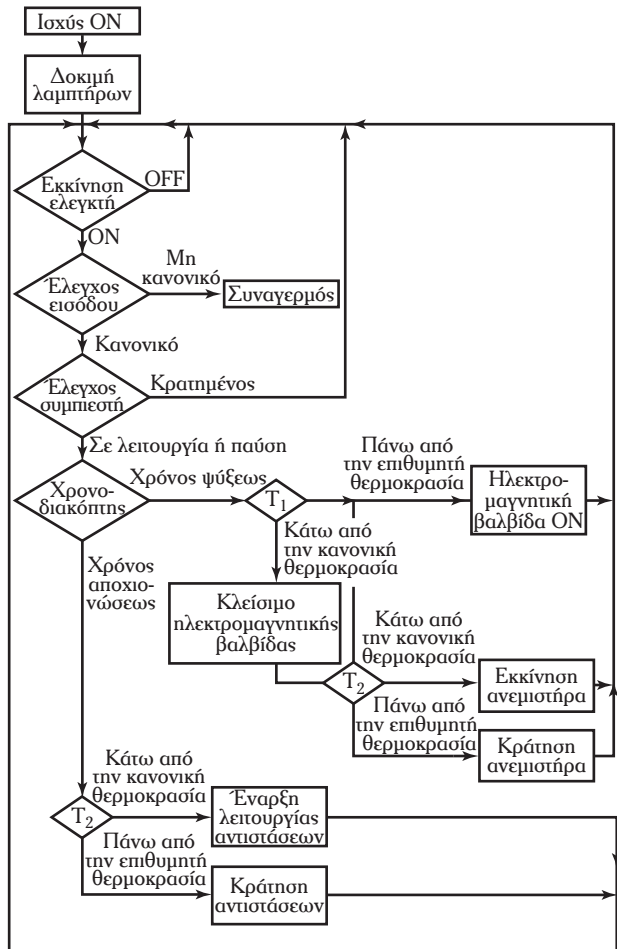 Ισχύς ON
Δοκιμή
λαμπτήρων
Εκκίνηση
ελεγκτή
OFF
ON
Έλεγχος
εισόδου
Μη
κανονικό
Συναγερμός
Κανονικό
Έλεγχος
συμπιεστή
Κρατημένος
Σε λειτουργία ή παύση
Χρονο-
διακόπτης
Χρόνος ψύξεως
T1
Πάνω από
την επιθυμητή
θερμοκρασία
Ηλεκτρο-
μαγνητική
βαλβίδα ON
Κάτω από
την κανονική
θερμοκρασία
Χρόνος
αποχιο-
νώσεως
Κλείσιμο
ηλεκτρομαγνητικής
βαλβίδας
T2
Κάτω από
την κανονική
θερμοκρασία
Εκκίνηση
ανεμιστήρα
Πάνω από
την επιθυμητή
θερμοκρασία
Κράτηση
ανεμιστήρα
Κάτω από
την κανονική
θερμοκρασία
T2
Έναρξη
λειτουργίας
αντιστάσεων
Πάνω από
την επιθυμητή
θερμοκρασία
Κράτηση
αντιστάσεων